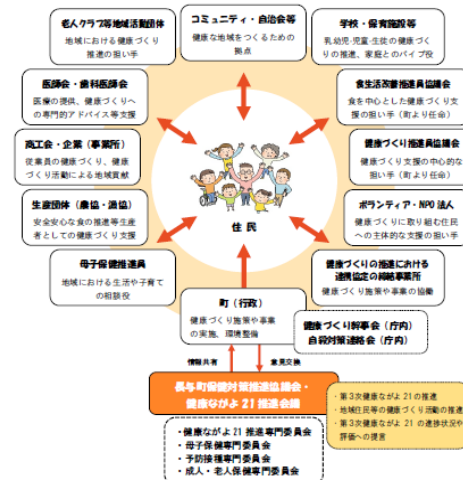 老人クラブ等地域活動団体
地域における健康づくり
推進の担い手
コミュニティ・自治会等
健康な地域をつくるための
拠点
学校・保育施設等
乳幼児・児童・生徒の健康づく
りの推進、家庭とのパイプ役
医師会・歯科医師会
医療の提供、健康づくりへ
の専門的アドバイス等支援
食生活改善推進員協議会
食を中心とした健康づくり支
援の担い手（町より任命）
商工会・企業（事業所）
従業員の健康づくり、健康
づくり活動による地域貢献
健康づくり推進員協議会
健康づくり支援の中心的な
担い手（町より任命）
生産団体（農協・漁協）
安全安心な食の推進等生産
者としての健康づくり支援
ボランティア・NPO 法人
健康づくりに取り組む住民
への主体的な支援の担い手
住民
母子保健推進員
地域における生活や子育て
の相談役
健康づくりの推進における
連携協定の締結事業所
健康づくり施策や事業の協働
町（行政）
健康づくり施策や事業
の実施、環境整備
健康づくり幹事会（庁内）
自殺対策連絡会（庁内）
情報共有
意見交換
長与町保健対策推進協議会・
健康ながよ 21 推進会議
・第3次健康ながよ 21 の推進
・地域住民等の健康づくり活動の推進
・第3次健康ながよ 21 の進捗状況や
評価への提言
・健康ながよ 21 推進専門委員会
・母子保健専門委員会
・予防接種専門委員会
・成人・老人保健専門委員会